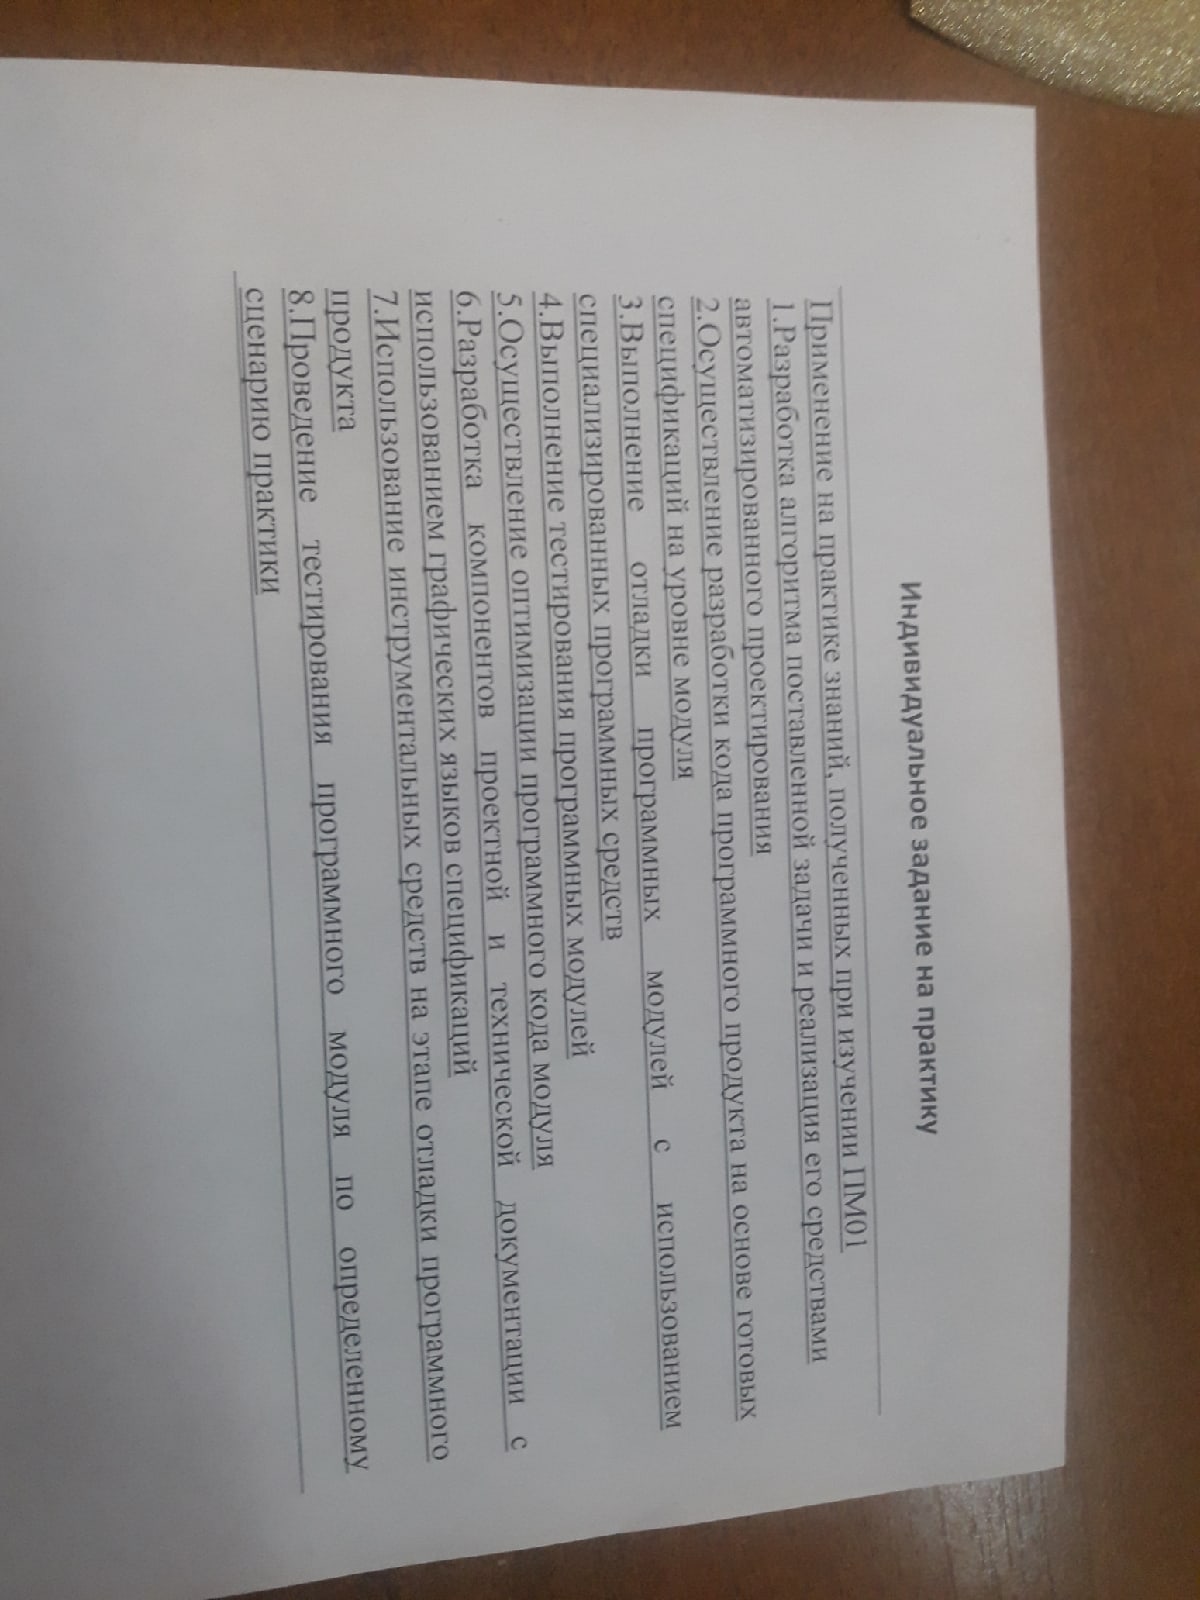 Индивидуальное задание на практику
Применение на практике знаний, полученных при изучении ПМ01
1.Разработка алгоритма поставленной задачи и реализация его средствами
автоматизированного проектирования
2.Осуществление разработки кода программного продукта на основе готовых
спецификаций на уровне модуля
3.Выполнение отладки программных модулей с использованием
специализированных программных средств
4.Выполнение тестирования программных модулей
5.Осуществление оптимизации программного кода модуля
6.Разработка компонентов проектной и технической документации с
использованием графических языков спецификаций
7.Использование инструментальных средств на этапе отладки программного
продукта
8.Проведение тестирования программного модуля по определенному
сценарию практики